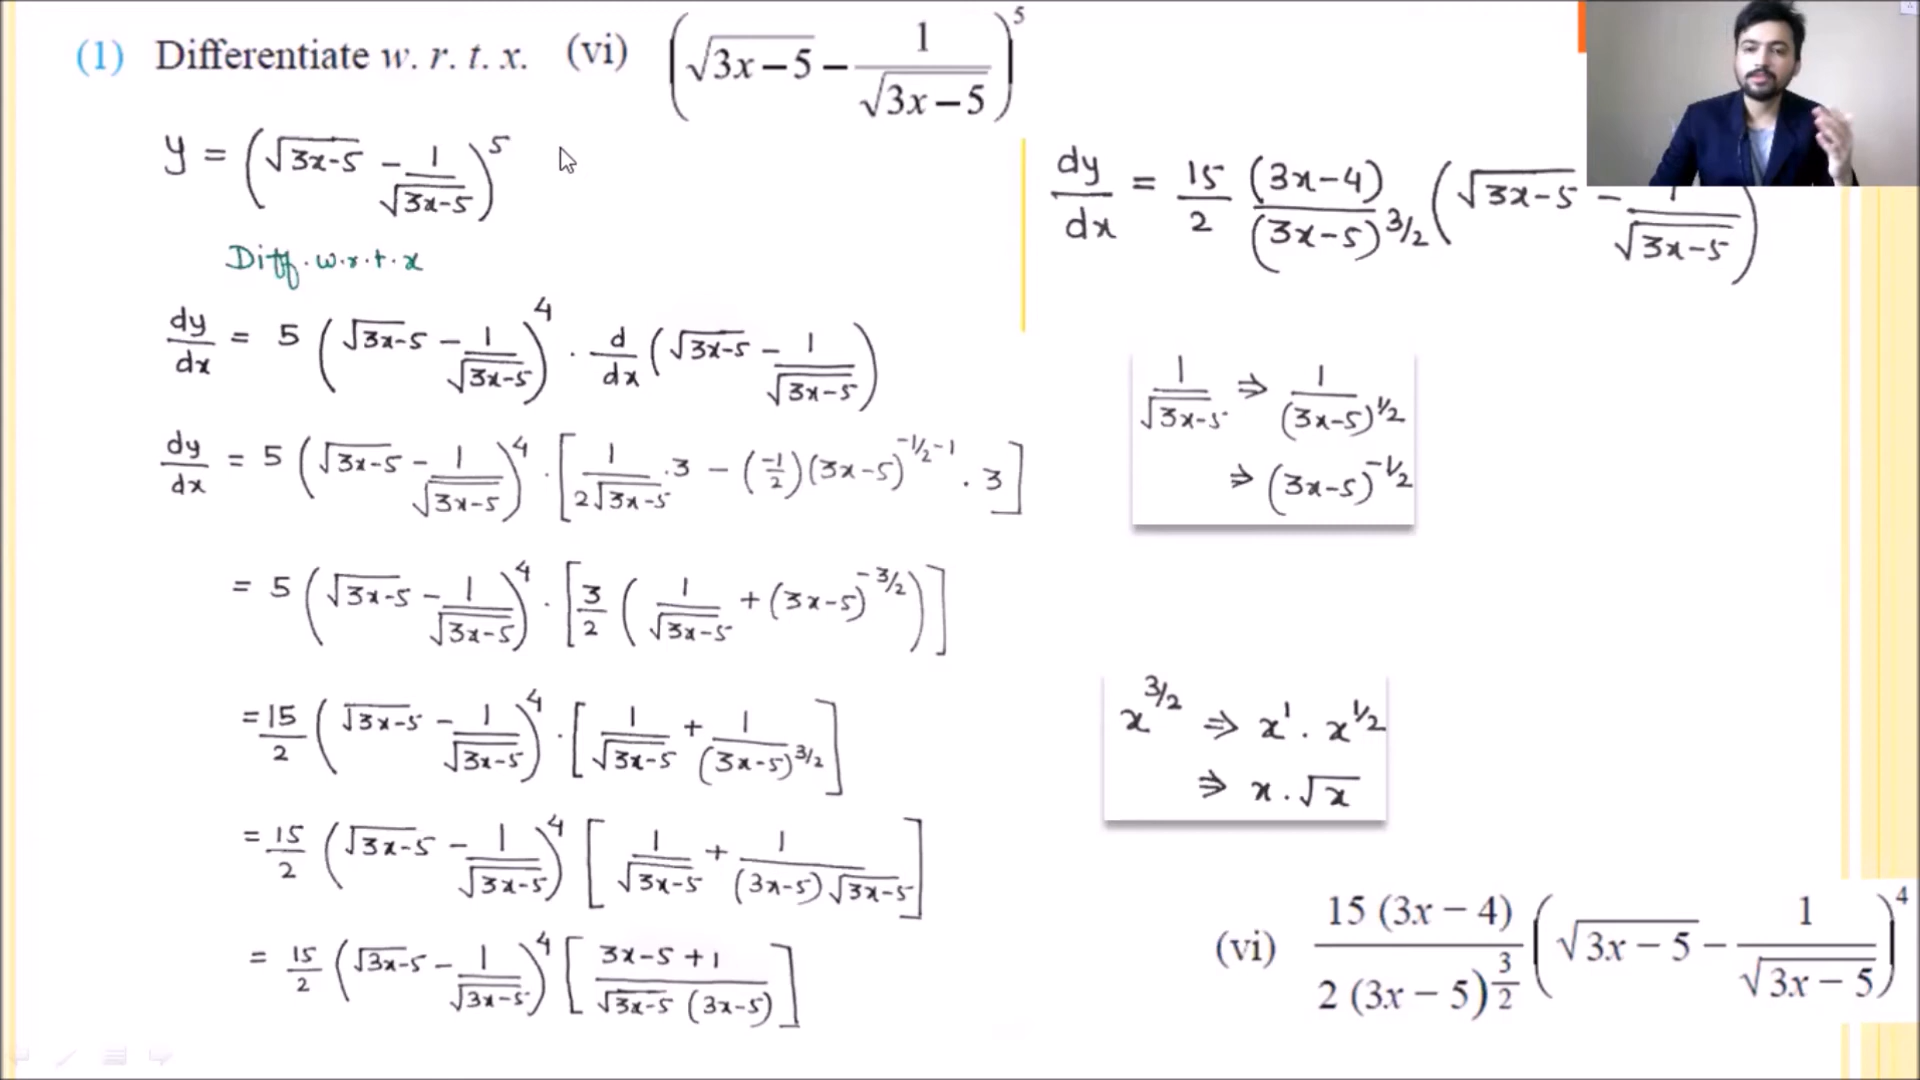 (1) Differentiate w. r. t. x. (vi) (√(3x−5) − 1/√(3x−5))^5
y = (√(3x-5) − 1/√(3x-5))^5
Diff. w.r.t. x
dy/dx = 5 (√(3x-5) − 1/√(3x-5))^4 · d/dx (√(3x-5) − 1/√(3x-5))
dy/dx = 5 (√(3x-5) − 1/√(3x-5))^4 · [1/(2√(3x-5)) · 3 − (-1/2)(3x-5)^(-1/2-1) . 3]
= 5 (√(3x-5) − 1/√(3x-5))^4 · [3/2 (1/√(3x-5) + (3x-5)^(-3/2))]
= 15/2 (√(3x-5) − 1/√(3x-5))^4 · [1/√(3x-5) + 1/(3x-5)^(3/2)]
= 15/2 (√(3x-5) − 1/√(3x-5))^4 [1/√(3x-5) + 1/((3x-5)√(3x-5))]
= 15/2 (√(3x-5) − 1/√(3x-5))^4 [(3x-5+1)/(√(3x-5) (3x-5))]
dy/dx = 15/2 (3x-4)/(3x-5)^(3/2) (√(3x-5) − 1/√(3x-5))
1/√(3x-5) ⇒ 1/(3x-5)^(1/2)
⇒ (3x-5)^(-1/2)
x^(3/2) ⇒ x^1 . x^(1/2)
⇒ x . √x
(vi) 15 (3x − 4)/(2 (3x − 5)^(3/2)) (√(3x − 5) − 1/√(3x − 5))^4